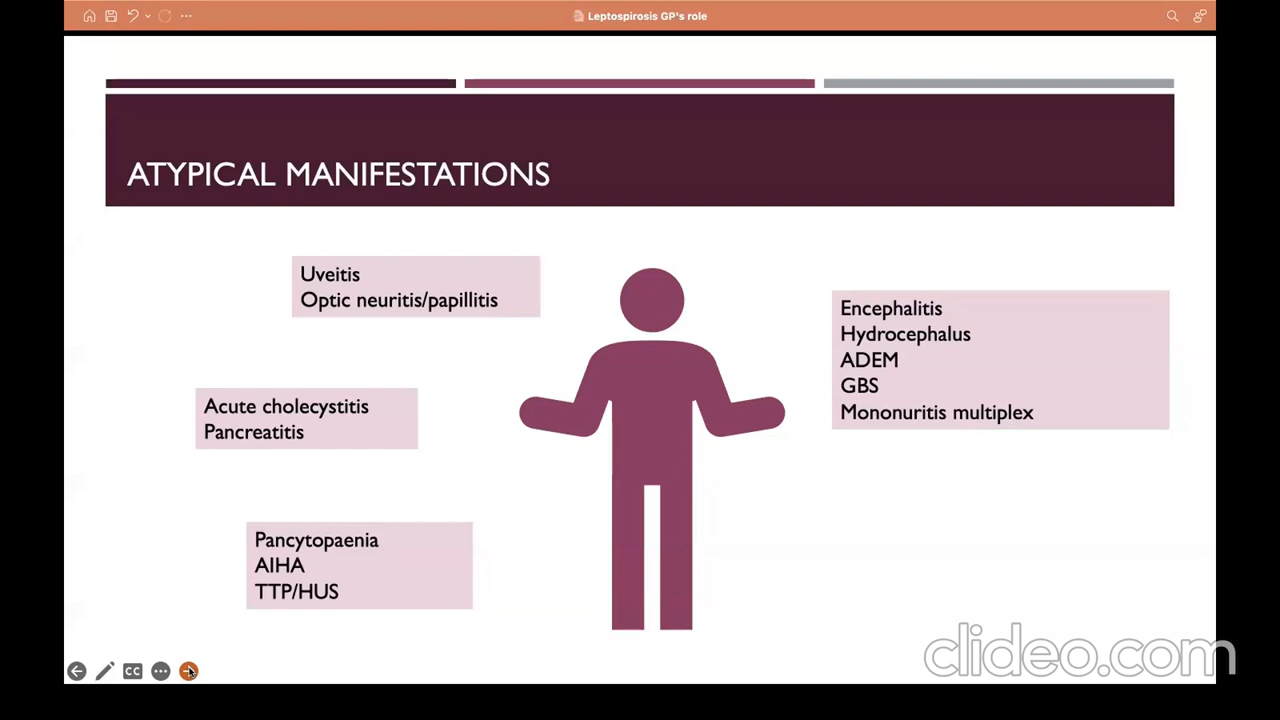 Leptospirosis GP's role
ATYPICAL MANIFESTATIONS
Uveitis
Optic neuritis/papillitis
Encephalitis
Hydrocephalus
ADEM
GBS
Mononuritis multiplex
Acute cholecystitis
Pancreatitis
Pancytopaenia
AIHA
TTP/HUS
CC
clideo.com